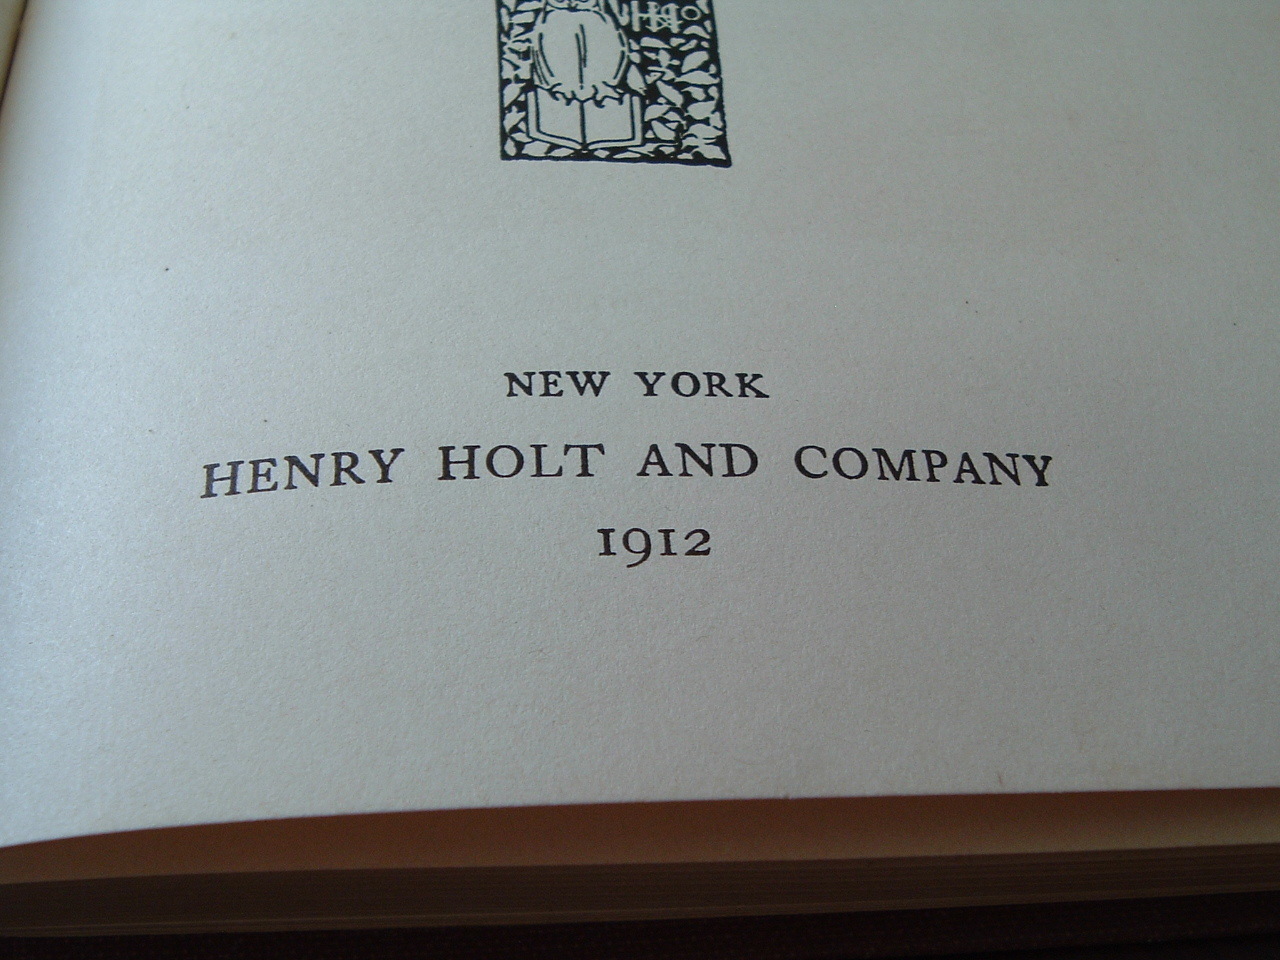 NEW YORK
HENRY HOLT AND COMPANY
1912